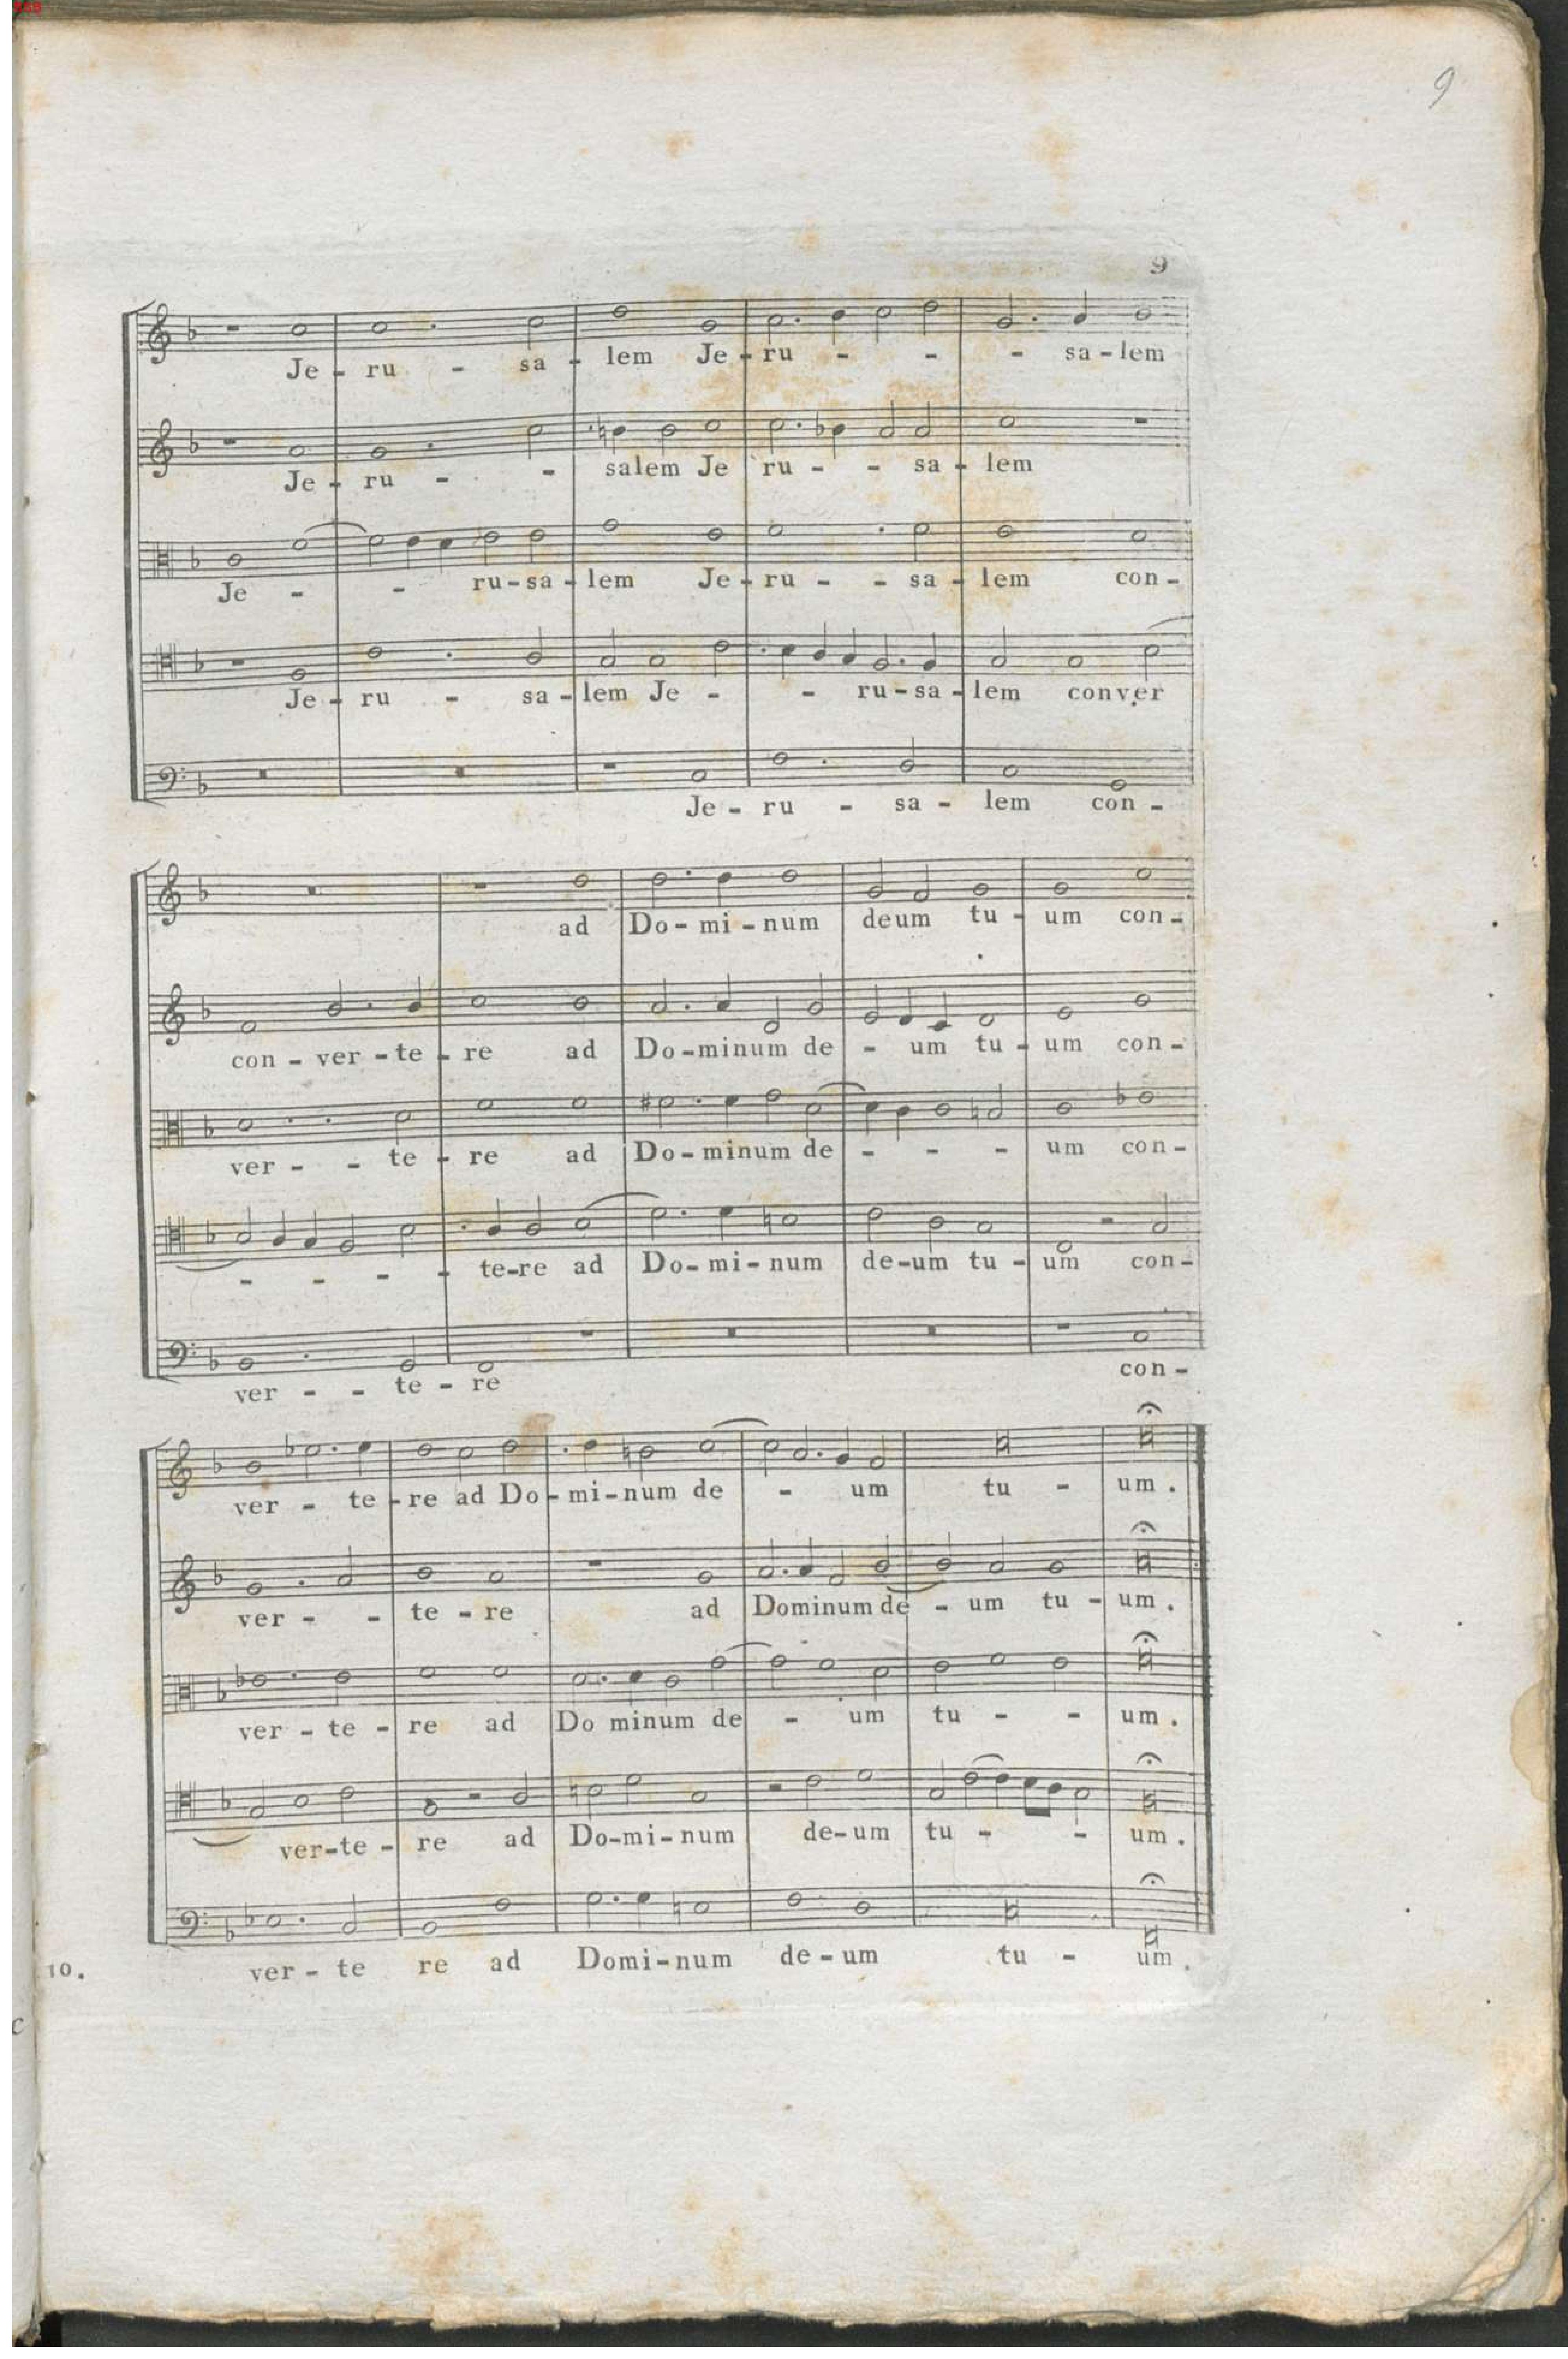 868
9
9
Je - ru - sa - lem Je - ru - - - sa - lem
Je - ru - - salem Je ru - - sa - lem
Je - - ru - sa - lem Je - ru - - sa - lem con -
Je - ru - sa - lem Je - - ru - sa - lem conver
Je - ru - sa - lem con -
ad Do - mi - num deum tu - um con -
con - ver - te - re ad Do - minum de - um tu - um con -
ver - - te - re ad Do - minum de - - - um con -
- - - - te - re ad Do - mi - num de - um tu - um con -
ver - - te - re con -
ver - te - re ad Do - mi - num de - um tu - um .
ver - - te - re ad Dominum de - um tu - um .
ver - te - re ad Do minum de - um tu - - um .
ver - te - re ad Do - mi - num de - um tu - - um .
ver - te re ad Domi - num de - um tu - um .
10.
C